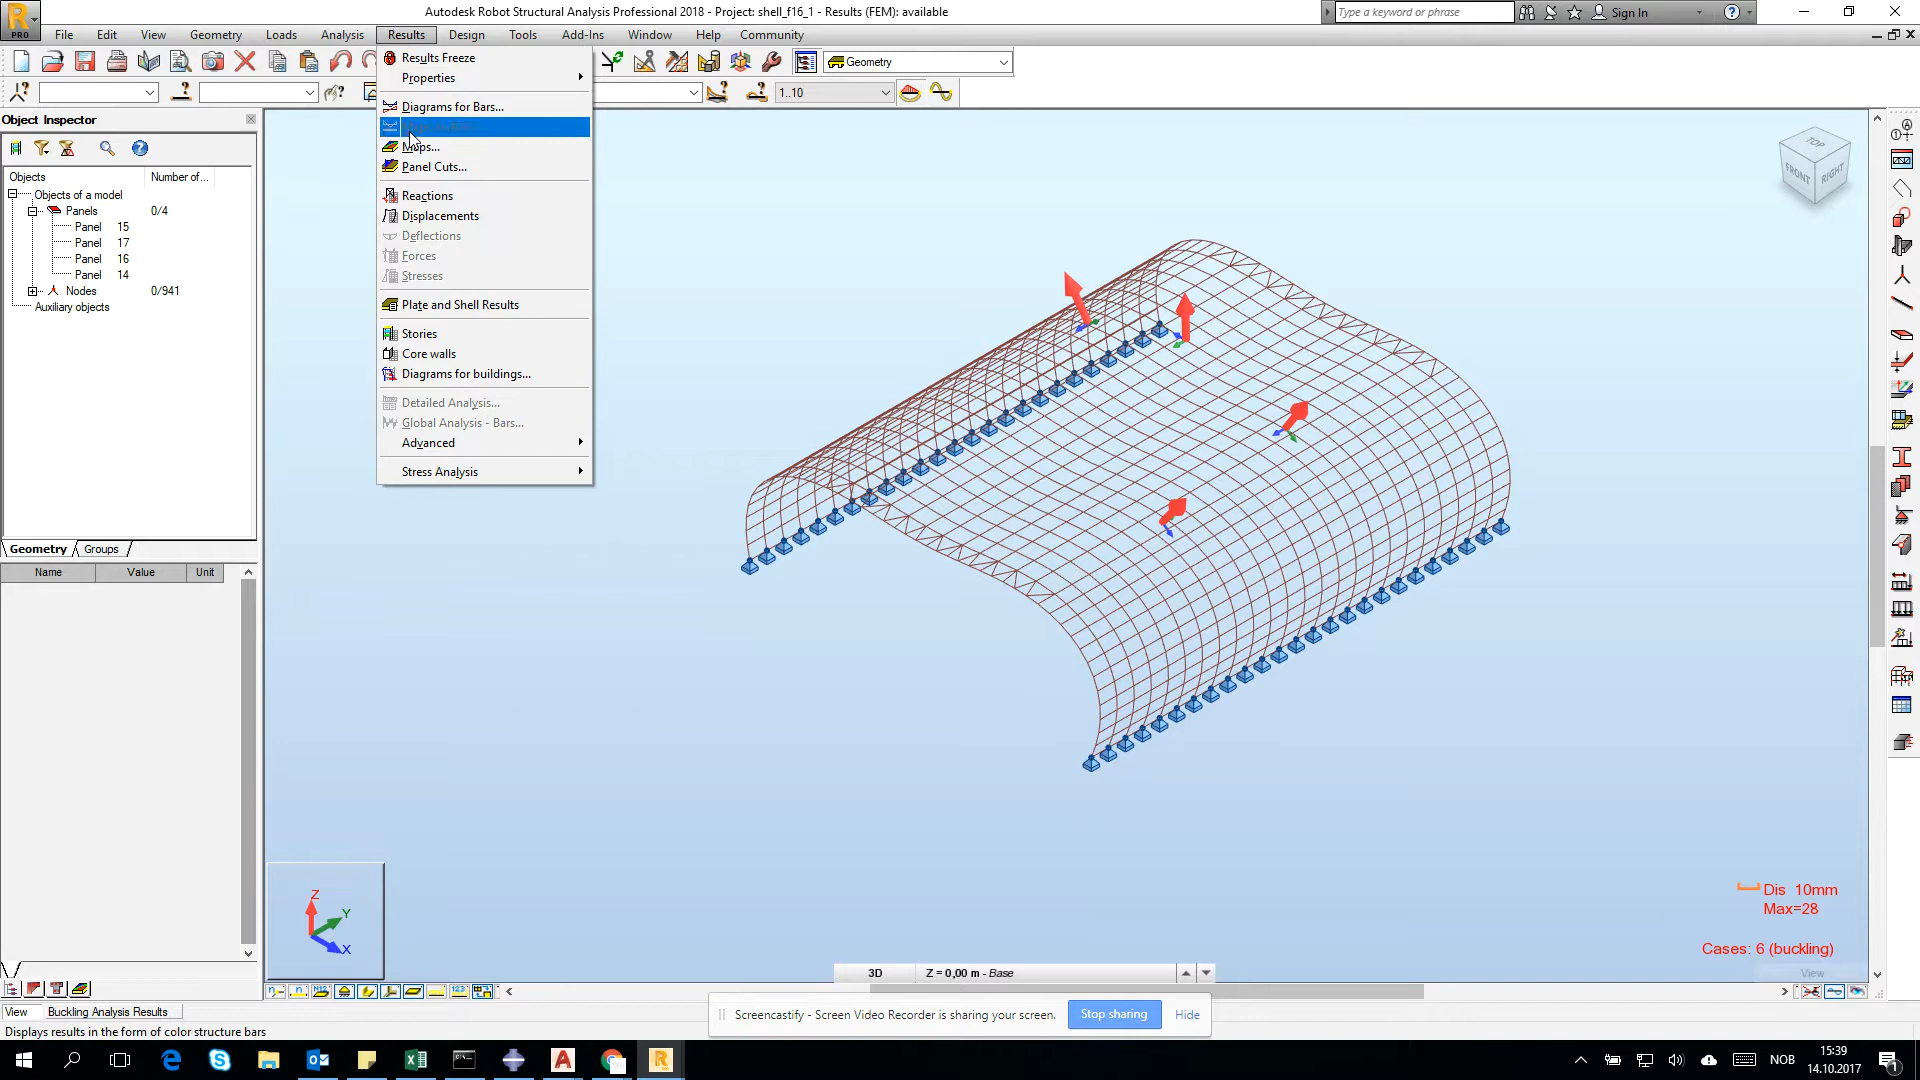 Autodesk Robot Structural Analysis Professional 2018 - Project: shell_f16_1 - Results (FEM): available
Type a keyword or phrase
Sign In
PRO
File Edit View Geometry Loads Analysis Results Design Tools Add-Ins Window Help Community
Geometry
1..10
Results Freeze
Properties
Diagrams for Bars...
Maps...
Panel Cuts...
Reactions
Displacements
Deflections
Forces
Stresses
Plate and Shell Results
Stories
Core walls
Diagrams for buildings...
Detailed Analysis...
Global Analysis - Bars...
Advanced
Stress Analysis
Object Inspector
Objects Number of...
Objects of a model
Panels 0/4
Panel 15
Panel 17
Panel 16
Panel 14
Nodes 0/941
Auxiliary objects
Geometry Groups
Name Value Unit
TOP
FRONT RIGHT
Z
Y
X
Dis 10mm
Max=28
Cases: 6 (buckling)
3D Z = 0,00 m - Base
View
View Buckling Analysis Results
Displays results in the form of color structure bars
Screencastify - Screen Video Recorder is sharing your screen. Stop sharing Hide
NOB
15:39
14.10.2017
1